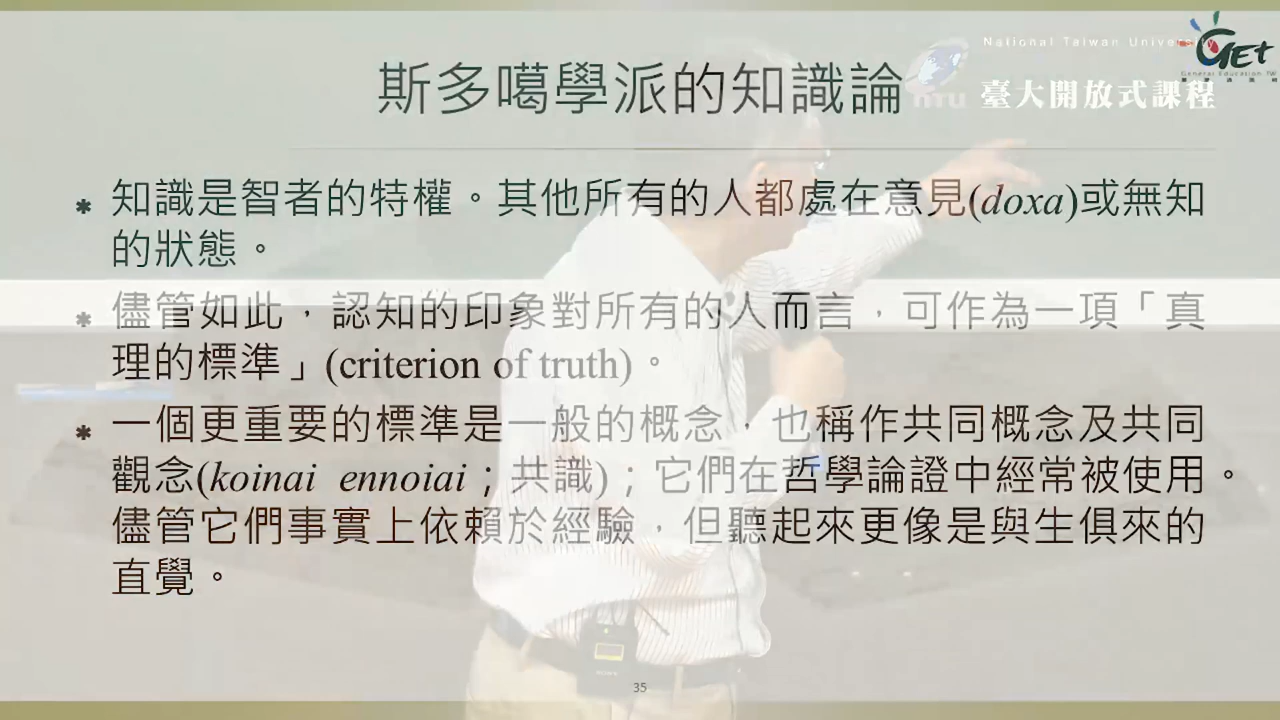 National Taiwan University
GET
General Education TW
斯多噶學派的知識論
NTU 臺大開放式課程
* 知識是智者的特權。其他所有的人都處在意見(doxa)或無知
的狀態。
* 儘管如此，認知的印象對所有的人而言，可作為一項「真
理的標準」(criterion of truth)。
* 一個更重要的標準是一般的概念，也稱作共同概念及共同
觀念(koinai ennoiai；共識)；它們在哲學論證中經常被使用。
儘管它們事實上依賴於經驗，但聽起來更像是與生俱來的
直覺。
35